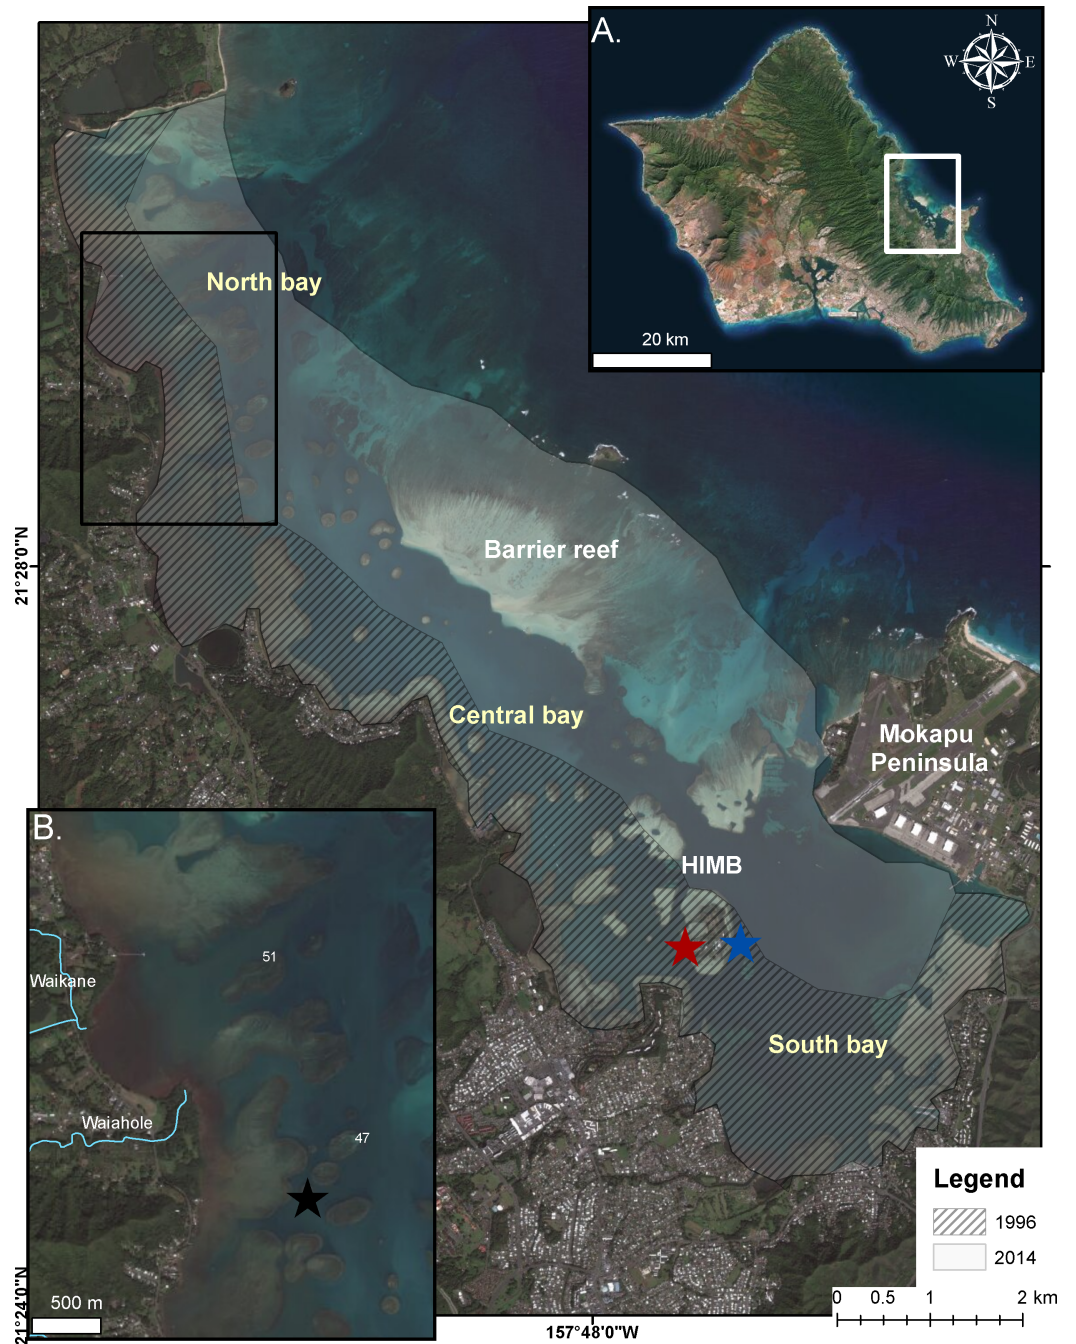 A.
N
W
E
S
20 km
North bay
Barrier reef
21°28'0"N
Central bay
Mokapu
Peninsula
HIMB
South bay
B.
51
Waikane
Waiahole
47
500 m
21°24'0"N
157°48'0"W
Legend
1996
2014
0 0.5 1 2 km